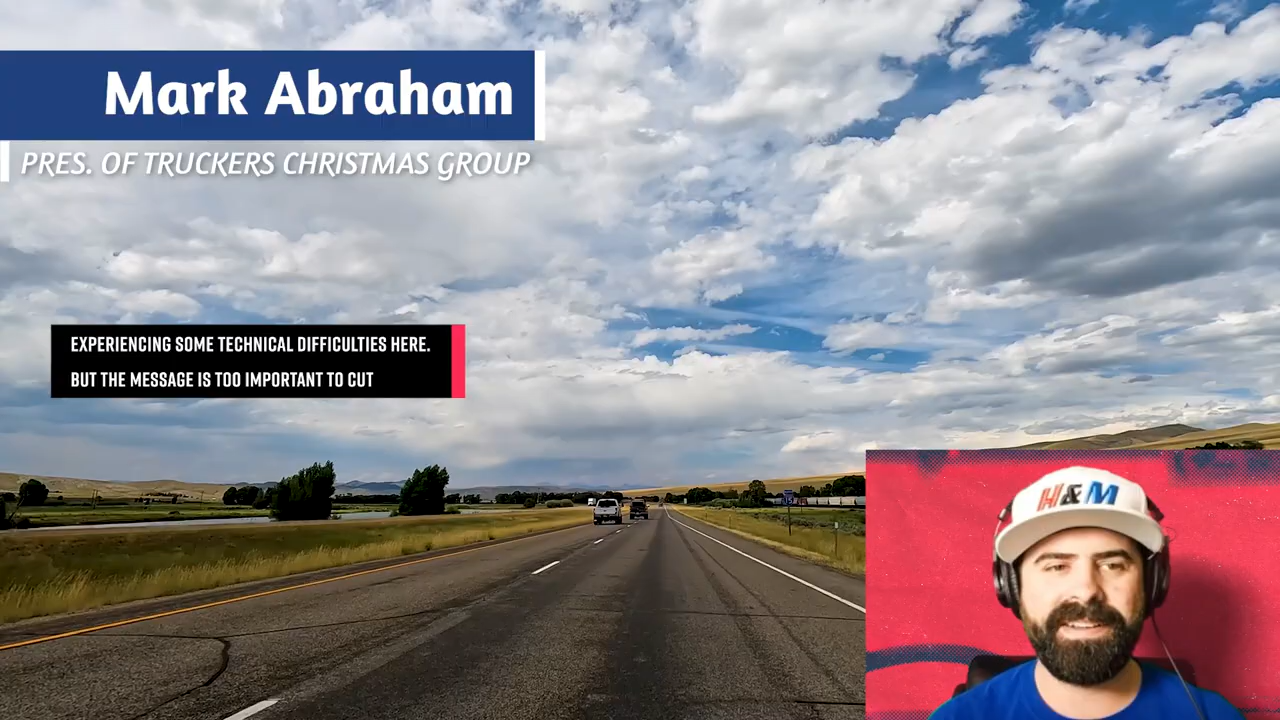 Mark Abraham
PRES. OF TRUCKERS CHRISTMAS GROUP
EXPERIENCING SOME TECHNICAL DIFFICULTIES HERE.
BUT THE MESSAGE IS TOO IMPORTANT TO CUT
H&M